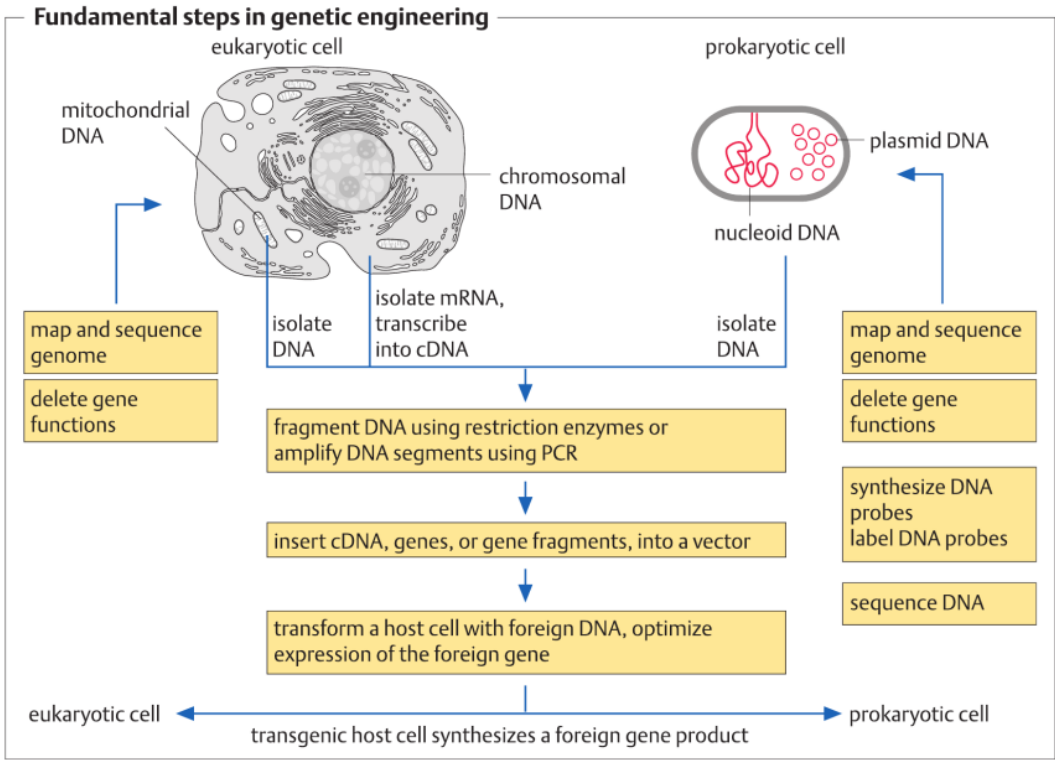 Fundamental steps in genetic engineering
eukaryotic cell
prokaryotic cell
mitochondrial
DNA
chromosomal
DNA
plasmid DNA
nucleoid DNA
map and sequence
genome
delete gene
functions
isolate
DNA
isolate mRNA,
transcribe
into cDNA
isolate
DNA
map and sequence
genome
delete gene
functions
synthesize DNA
probes
label DNA probes
sequence DNA
fragment DNA using restriction enzymes or
amplify DNA segments using PCR
insert cDNA, genes, or gene fragments, into a vector
transform a host cell with foreign DNA, optimize
expression of the foreign gene
eukaryotic cell
prokaryotic cell
transgenic host cell synthesizes a foreign gene product